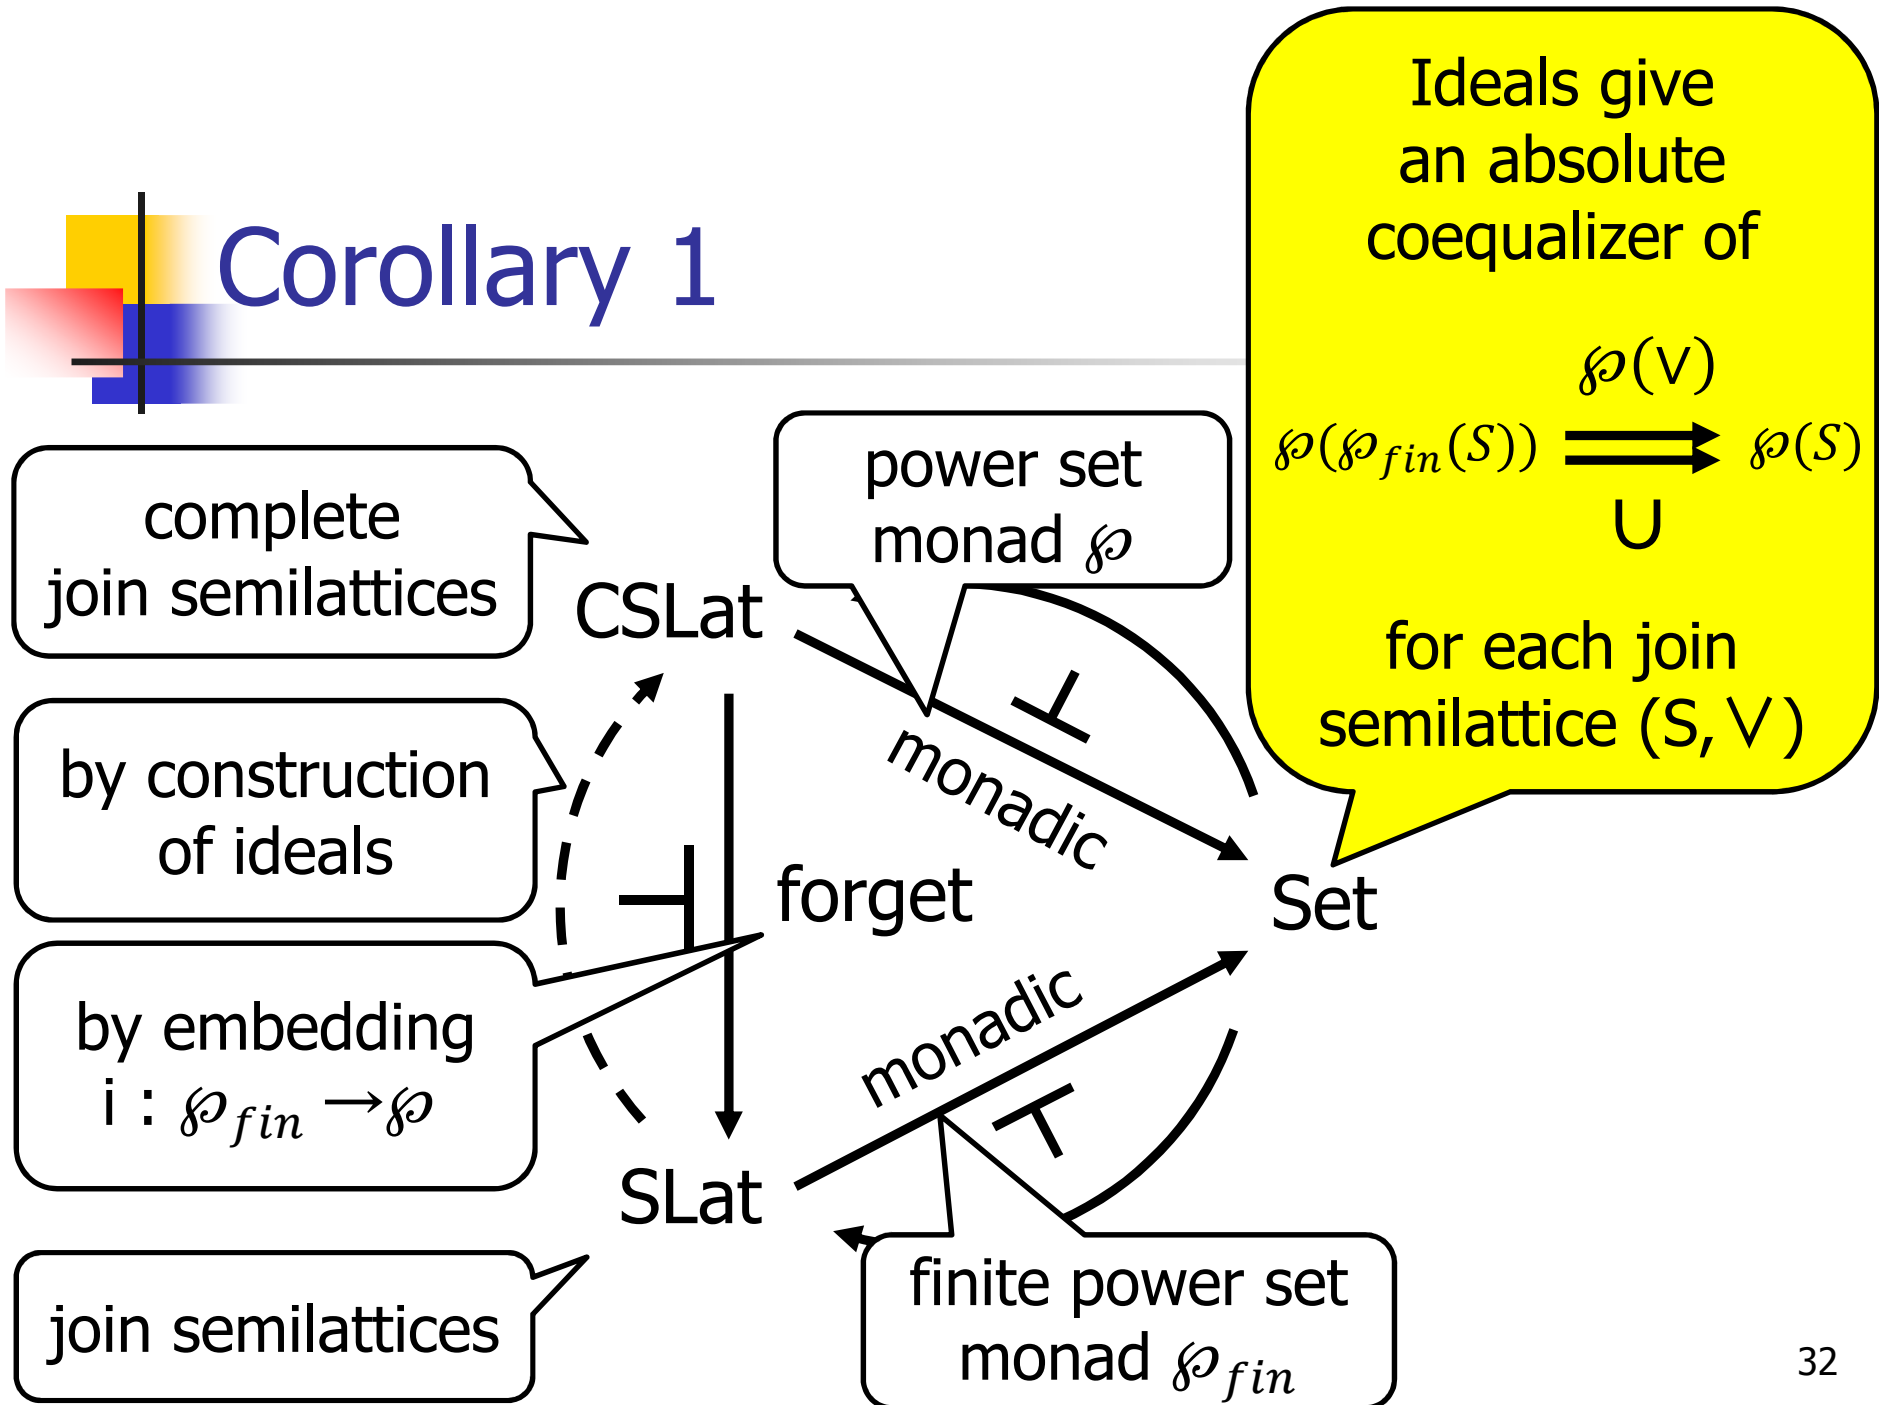 Corollary 1
Ideals give
an absolute
coequalizer of
℘(∨)
℘(℘_{fin}(S)) ⇉ ℘(S)
∪
for each join
semilattice (S,∨)
complete
join semilattices
power set
monad ℘
CSLat
by construction
of ideals
monadic
forget
Set
by embedding
i : ℘_{fin} →℘
monadic
SLat
join semilattices
finite power set
monad ℘_{fin}
32